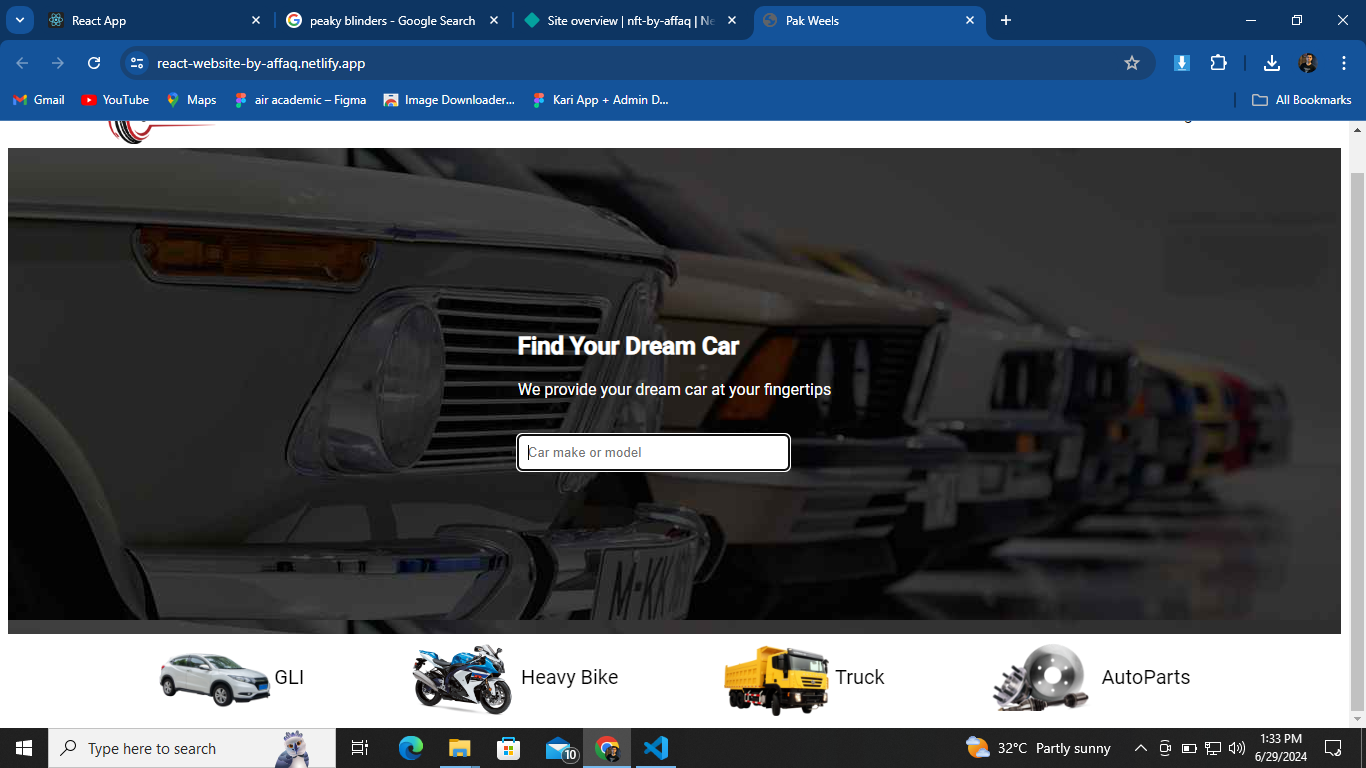 React App
peaky blinders - Google Search
Site overview | nft-by-affaq | Ne
Pak Weels
react-website-by-affaq.netlify.app
Gmail
YouTube
Maps
air academic – Figma
Image Downloader...
Kari App + Admin D...
All Bookmarks
Find Your Dream Car
We provide your dream car at your fingertips
Car make or model
GLI
Heavy Bike
Truck
AutoParts
Type here to search
10
32°C Partly sunny
1:33 PM
6/29/2024